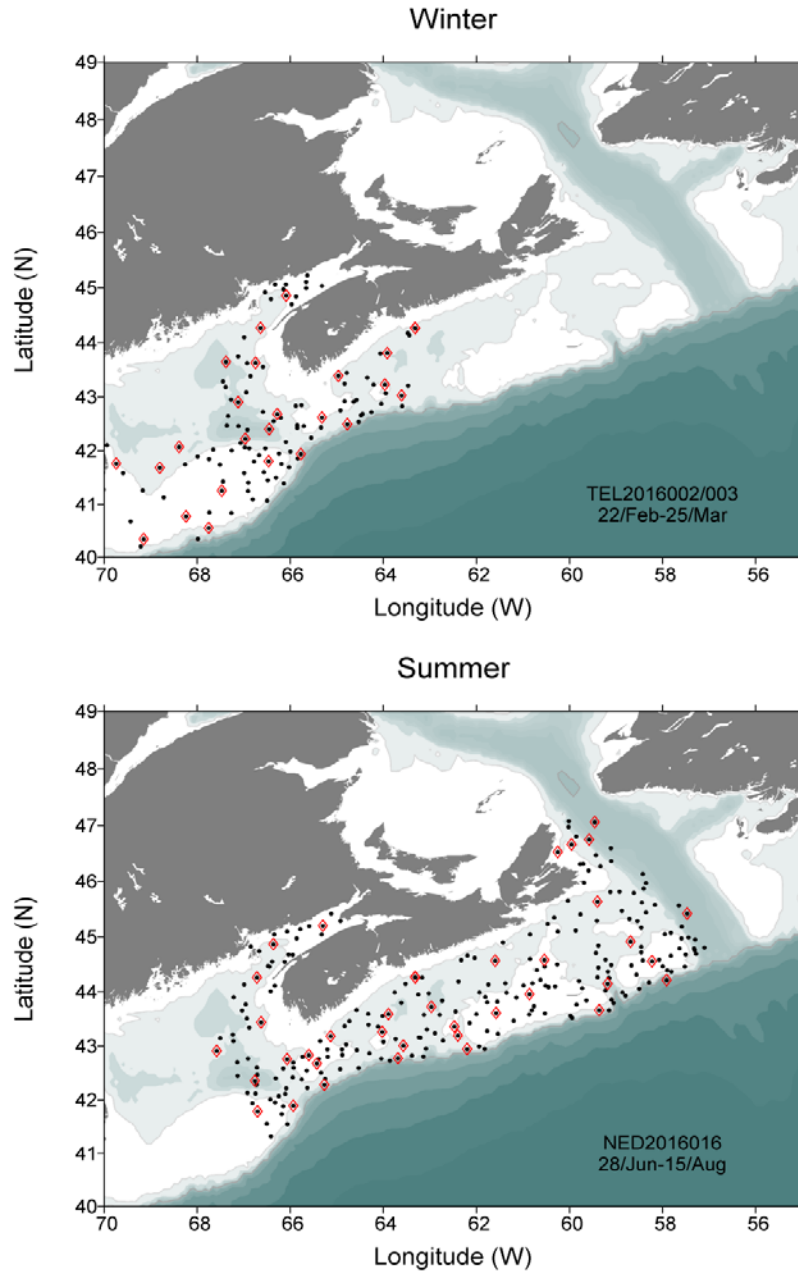 Winter
49
48
47
46
45
44
43
42
41
40
Latitude (N)
TEL2016002/003
22/Feb-25/Mar
70 68 66 64 62 60 58 56
Longitude (W)
Summer
49
48
47
46
45
44
43
42
41
40
Latitude (N)
NED2016016
28/Jun-15/Aug
70 68 66 64 62 60 58 56
Longitude (W)